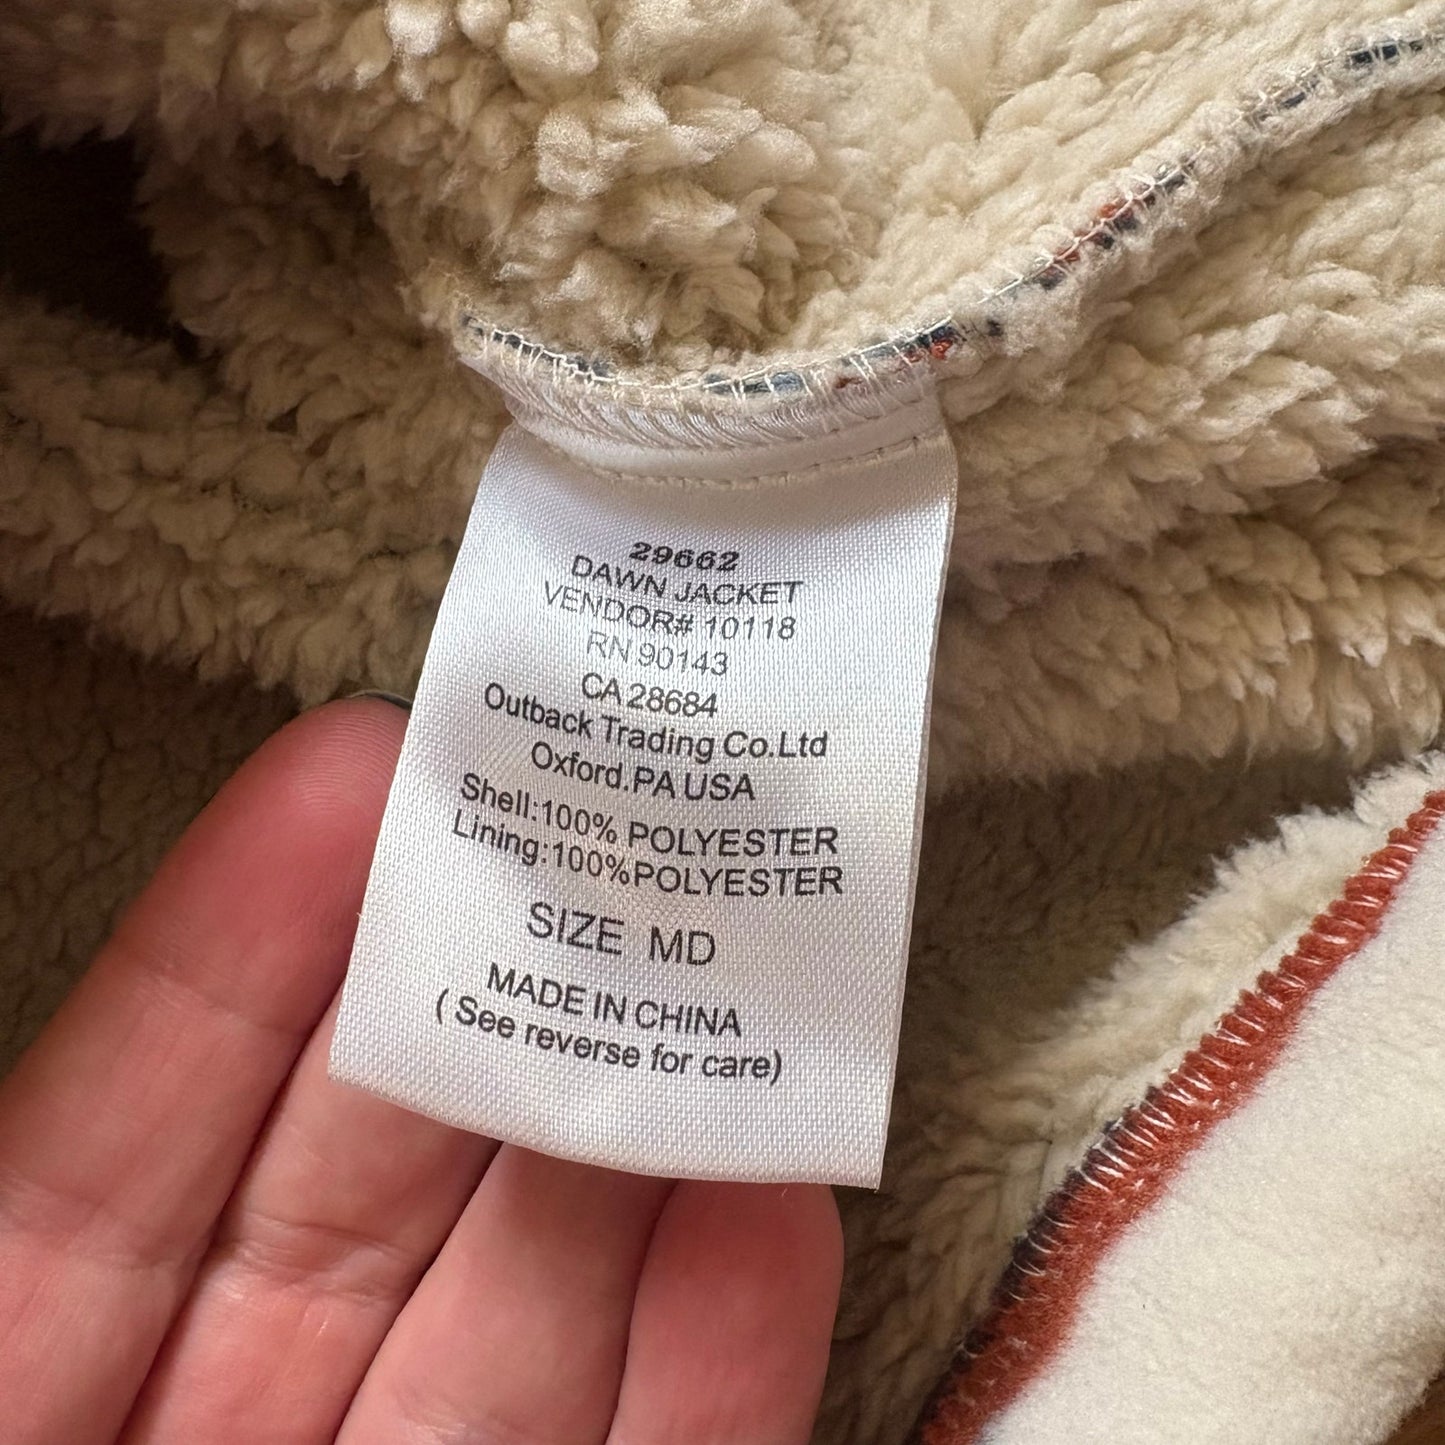 29662
DAWN JACKET
VENDOR# 10118
RN 90143
CA 28684
Outback Trading Co.Ltd
Oxford.PA USA
Shell:100% POLYESTER
Lining:100%POLYESTER
SIZE MD
MADE IN CHINA
( See reverse for care)